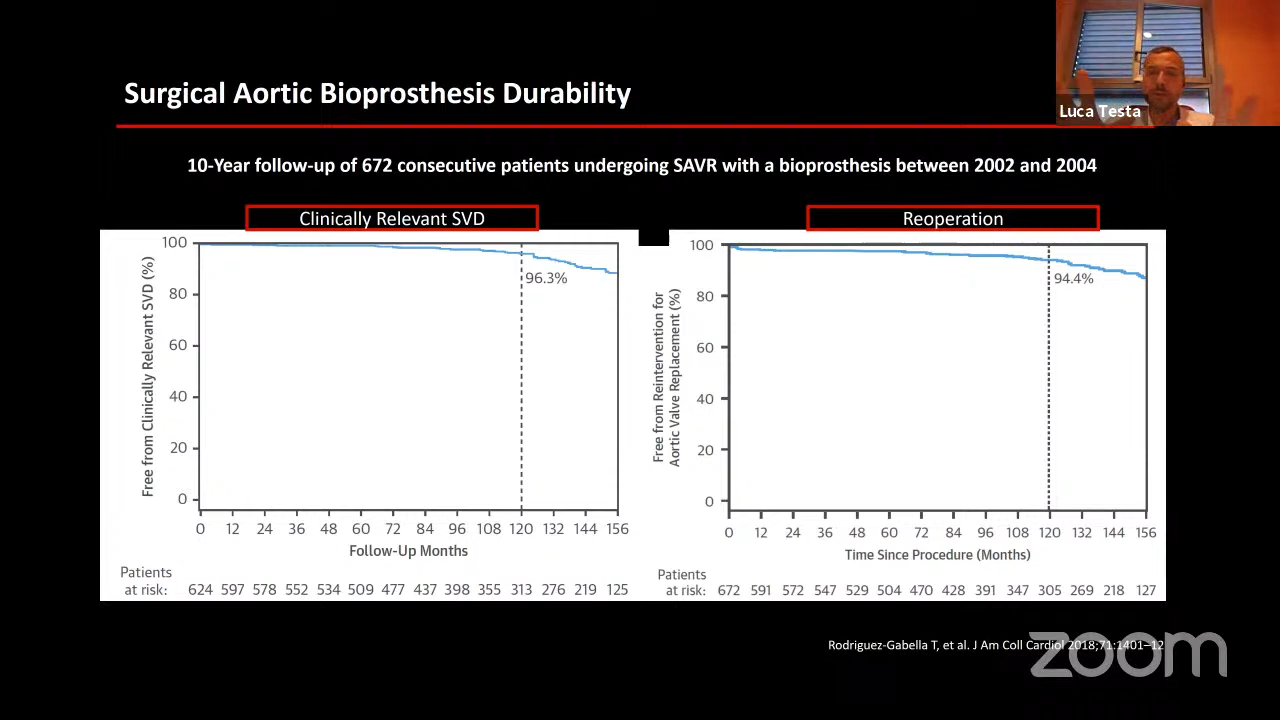 Luca Testa
Surgical Aortic Bioprosthesis Durability
10-Year follow-up of 672 consecutive patients undergoing SAVR with a bioprosthesis between 2002 and 2004
Clinically Relevant SVD
Free from Clinically Relevant SVD (%)
100
80
60
40
20
0
96.3%
0 12 24 36 48 60 72 84 96 108 120 132 144 156
Follow-Up Months
Patients
at risk: 624 597 578 552 534 509 477 437 398 355 313 276 219 125
Reoperation
Free from Reintervention for
Aortic Valve Replacement (%)
100
80
60
40
20
0
94.4%
0 12 24 36 48 60 72 84 96 108 120 132 144 156
Time Since Procedure (Months)
Patients
at risk: 672 591 572 547 529 504 470 428 391 347 305 269 218 127
Rodriguez-Gabella T, et al. J Am Coll Cardiol 2018;71:1401–12
zoom